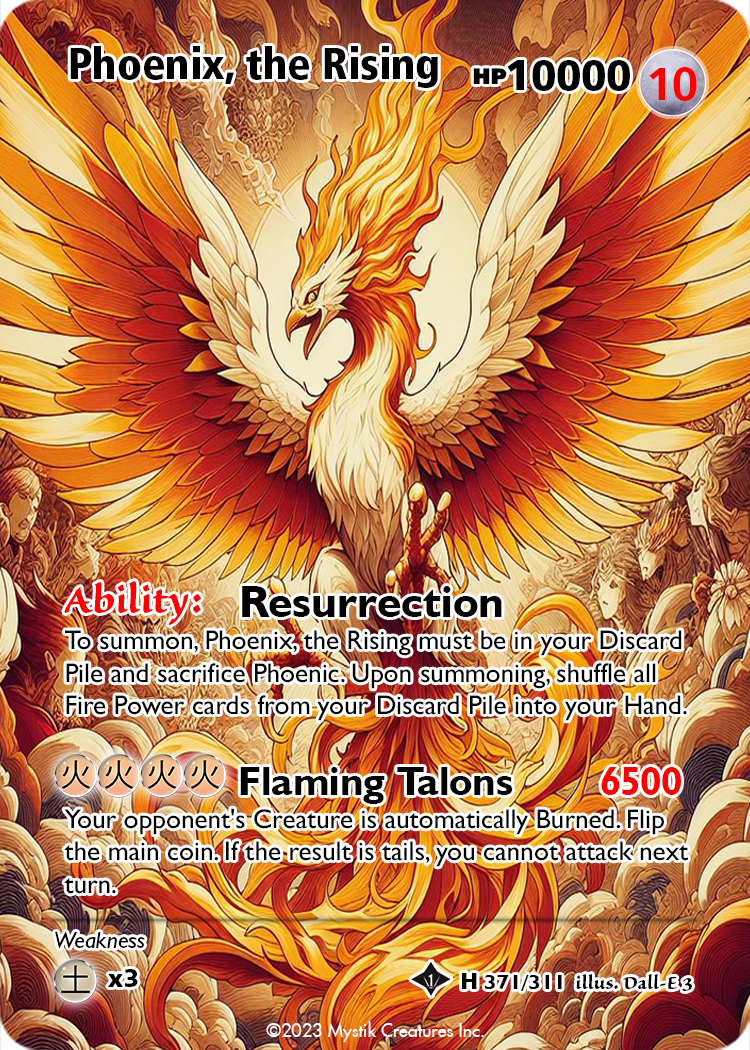 Phoenix, the Rising HP10000 10
Ability: Resurrection
To summon, Phoenix, the Rising must be in your Discard
Pile and sacrifice Phoenic. Upon summoning, shuffle all
Fire Power cards from your Discard Pile into your Hand.
火 火 火 火 Flaming Talons 6500
Your opponent's Creature is automatically Burned. Flip
the main coin. If the result is tails, you cannot attack next
turn.
Weakness
土 x3 1 H 371/311 illus. Dall-E 3
©2023 Mystik Creatures Inc.